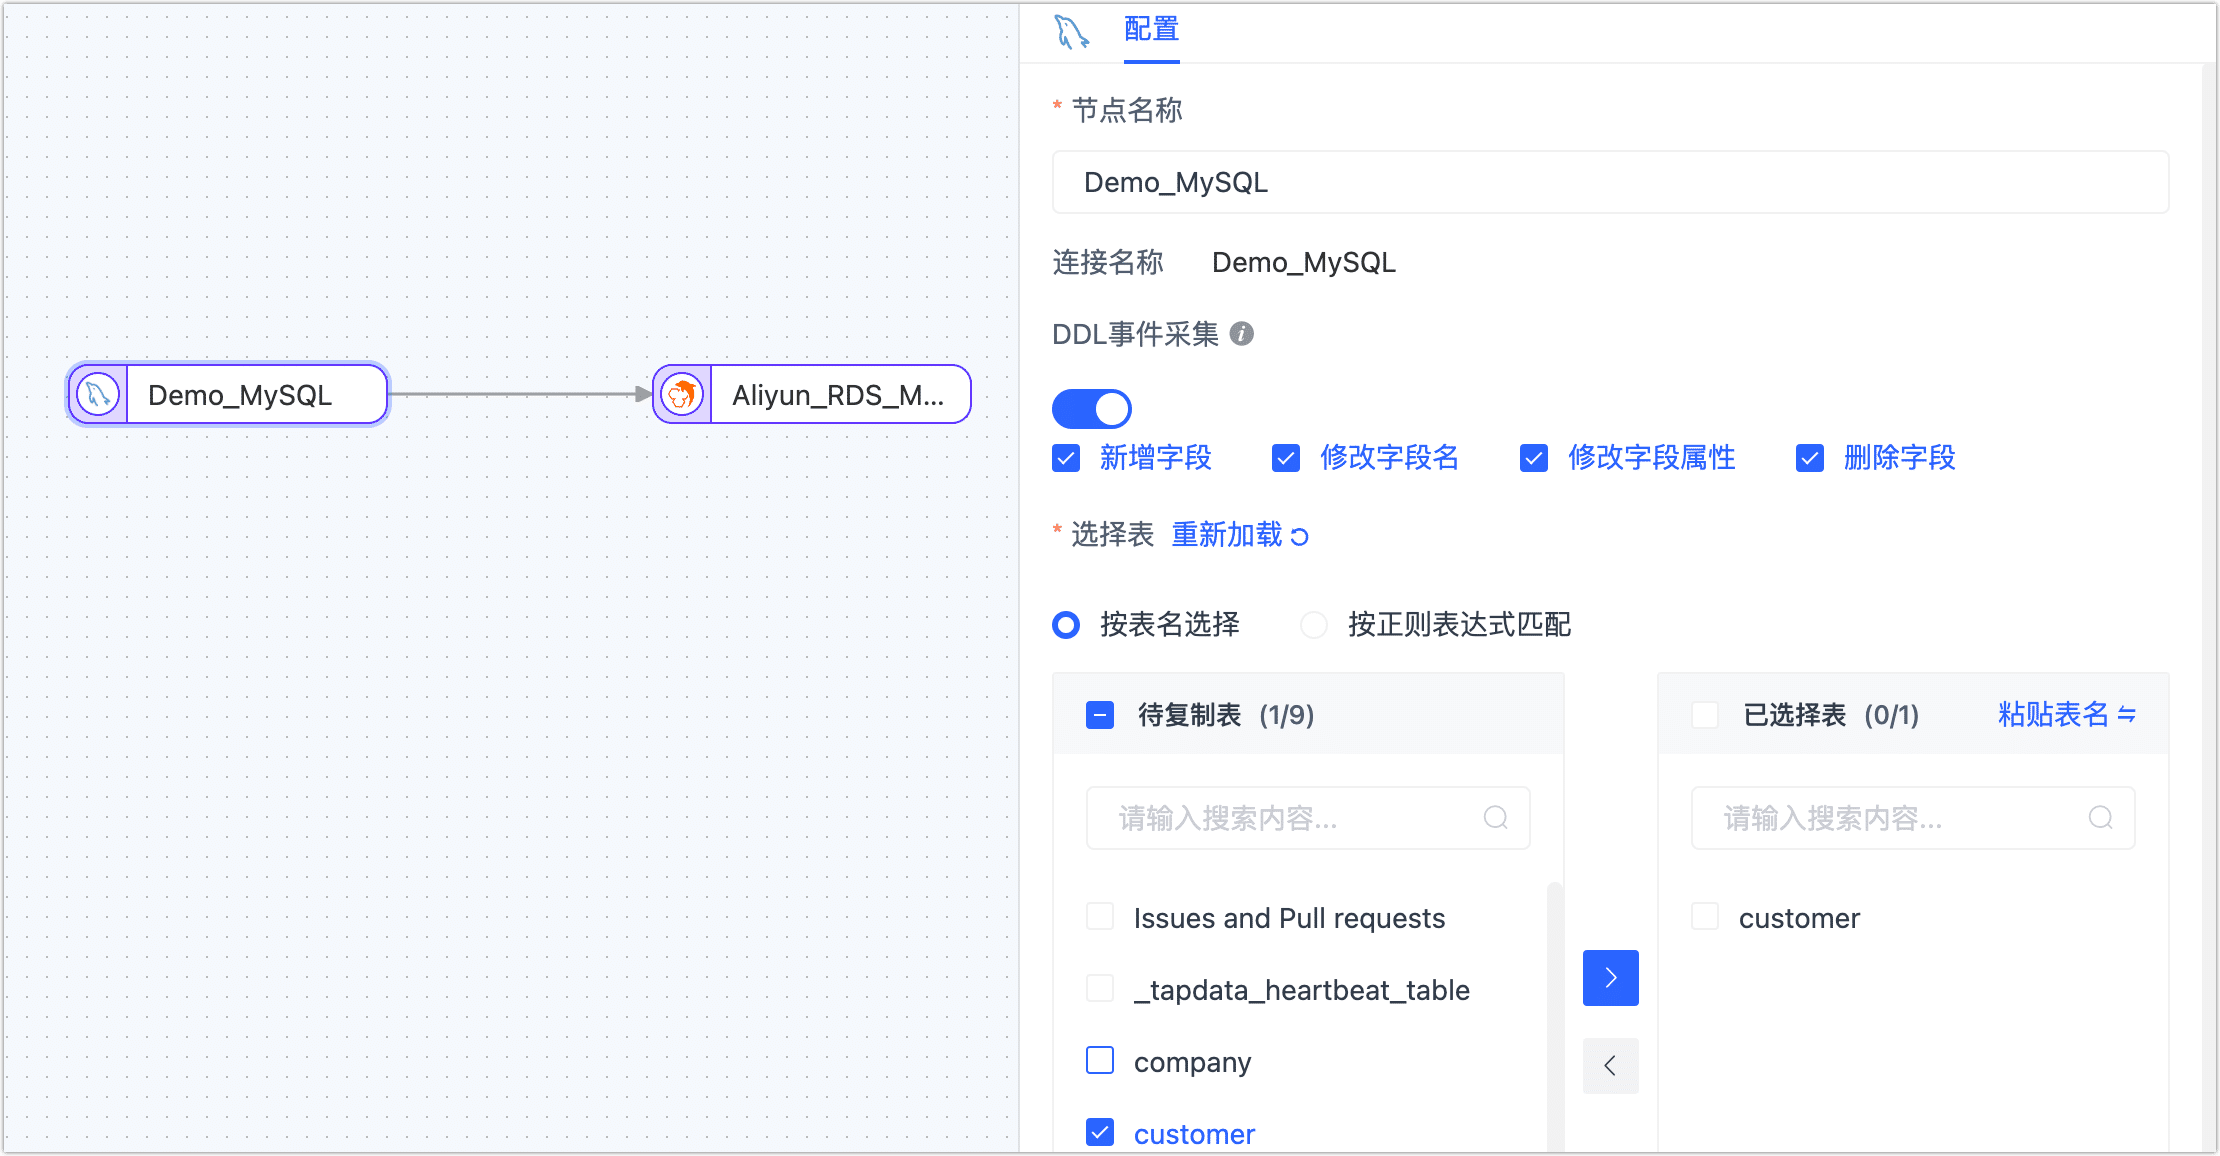 配置
* 节点名称
Demo_MySQL
连接名称 Demo_MySQL
DDL事件采集
新增字段 修改字段名 修改字段属性 删除字段
* 选择表 重新加载
按表名选择 按正则表达式匹配
待复制表 (1/9)
请输入搜索内容...
Issues and Pull requests
_tapdata_heartbeat_table
company
customer
已选择表 (0/1) 粘贴表名
请输入搜索内容...
customer
Demo_MySQL
Aliyun_RDS_M...